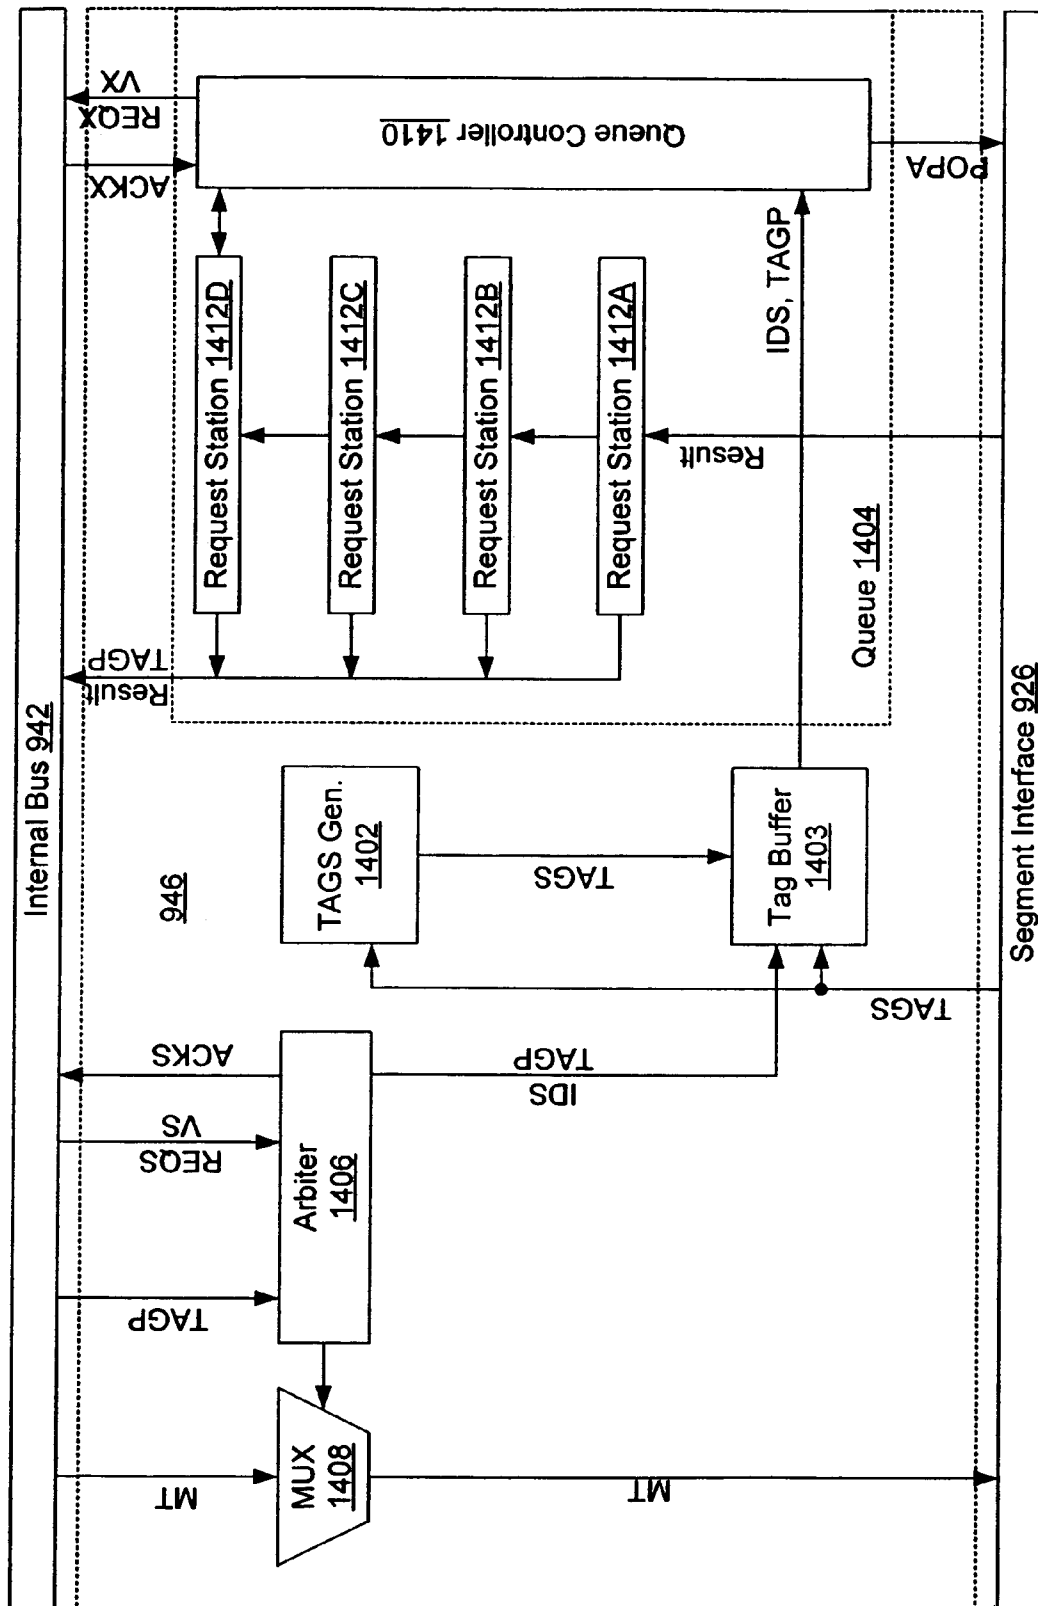 Internal Bus 942
946
MT
TAGP
REQS
VS
ACKS
Result
TAGP
ACKX
REQX
VX
MUX
1408
Arbiter
1406
TAGS Gen.
1402
Request Station 1412D
Request Station 1412C
Request Station 1412B
Request Station 1412A
Queue Controller 1410
IDS
TAGP
TAGS
Tag Buffer
1403
IDS, TAGP
Result
Queue 1404
MT
TAGS
POPA
Segment Interface 926